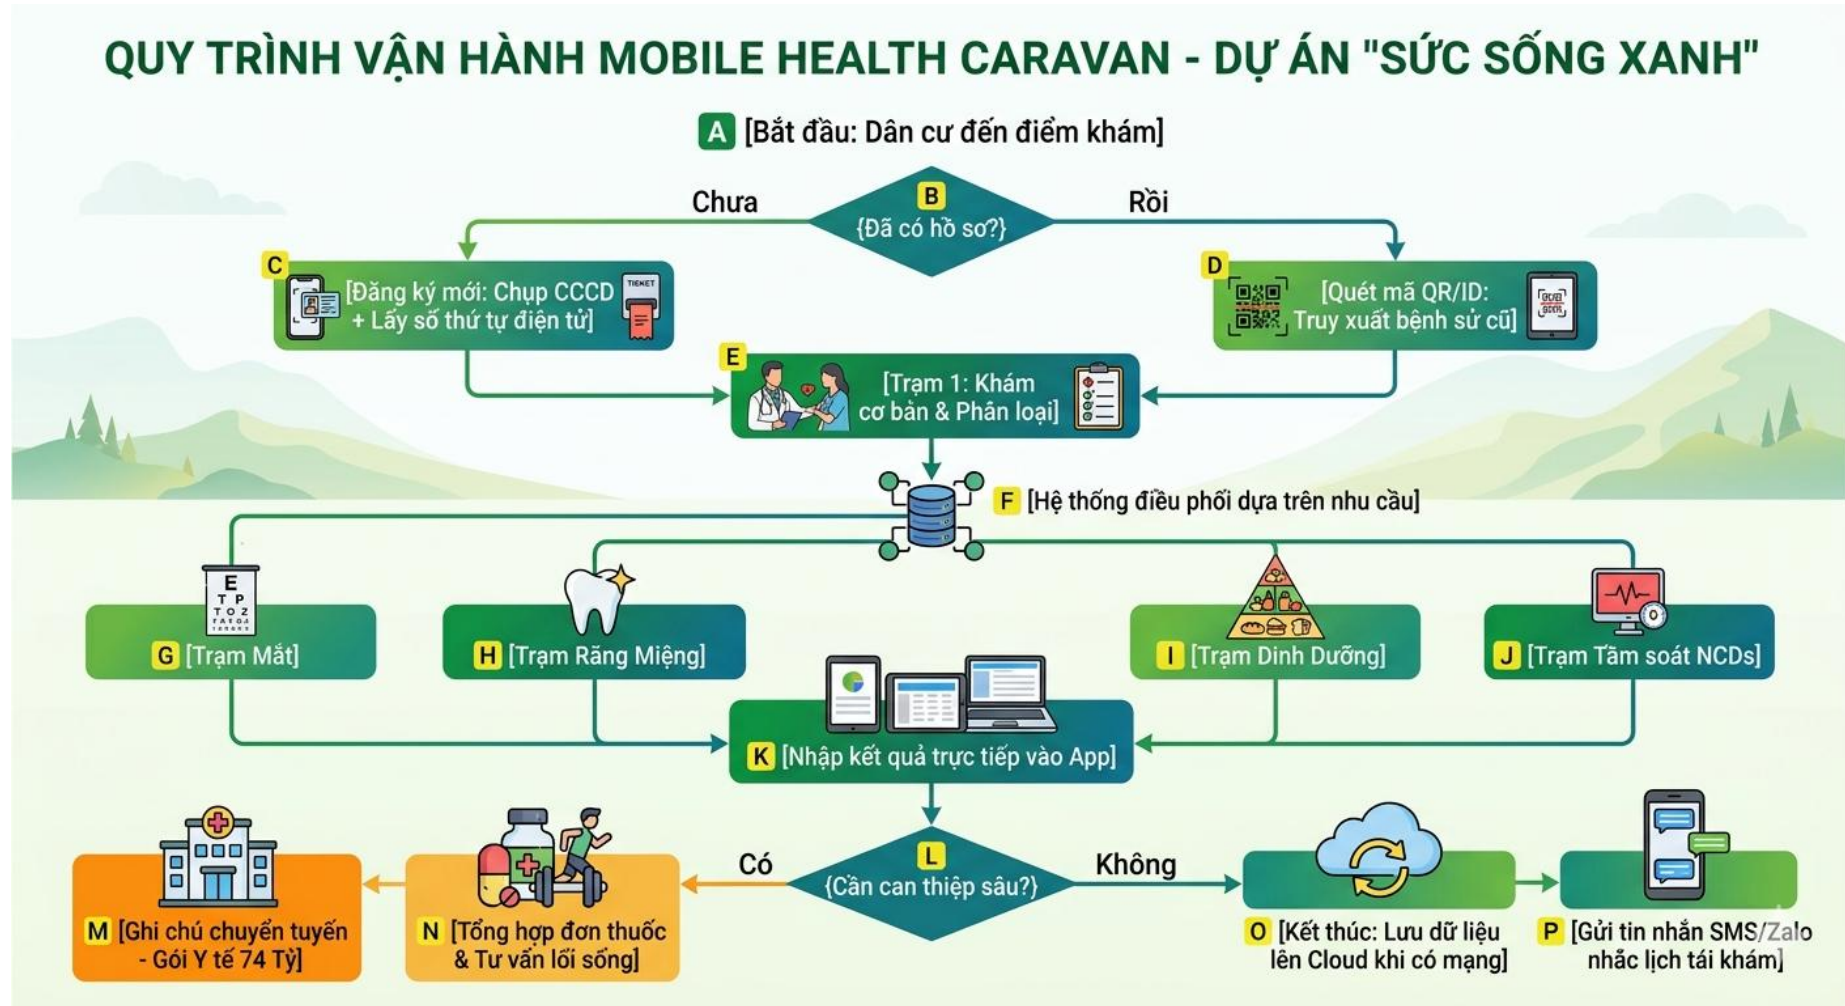 QUY TRÌNH VẬN HÀNH MOBILE HEALTH CARAVAN - DỰ ÁN "SỨC SỐNG XANH"
A [Bắt đầu: Dân cư đến điểm khám]
Chưa
B
Rồi
{Đã có hồ sơ?}
C
[Đăng ký mới: Chụp CCCD
+ Lấy số thứ tự điện tử]
TICKET
D
[Quét mã QR/ID:
Truy xuất bệnh sử cũ]
E
[Trạm 1: Khám
cơ bản & Phân loại]
F [Hệ thống điều phối dựa trên nhu cầu]
E
T P
T O Z
G [Trạm Mắt]
H [Trạm Răng Miệng]
I [Trạm Dinh Dưỡng]
J [Trạm Tầm soát NCDs]
K [Nhập kết quả trực tiếp vào App]
Có
L
Không
{Cần can thiệp sâu?}
M [Ghi chú chuyển tuyến
- Gói Y tế 74 Tỷ]
N [Tổng hợp đơn thuốc
& Tư vấn lối sống]
O [Kết thúc: Lưu dữ liệu
lên Cloud khi có mạng]
P [Gửi tin nhắn SMS/Zalo
nhắc lịch tái khám]